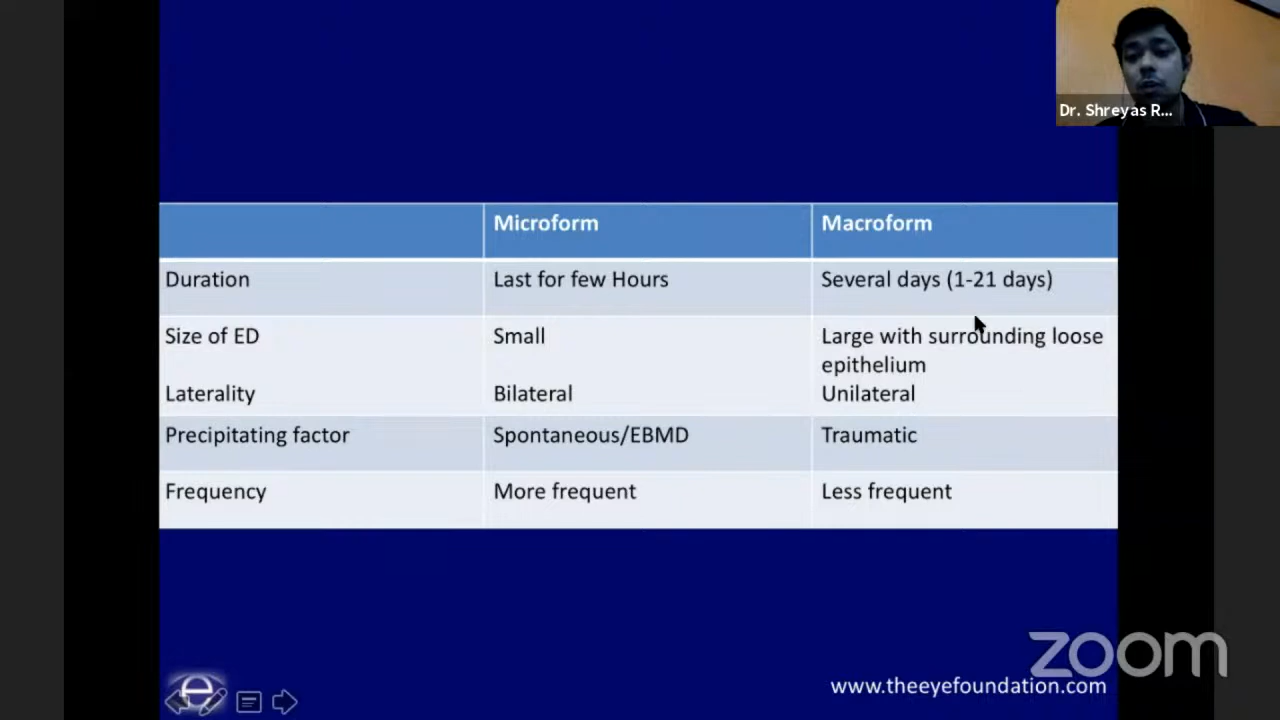 Dr. Shreyas R...
Microform Macroform
Duration Last for few Hours Several days (1-21 days)
Size of ED Small Large with surrounding loose
epithelium
Laterality Bilateral Unilateral
Precipitating factor Spontaneous/EBMD Traumatic
Frequency More frequent Less frequent
zoom
www.theeyefoundation.com